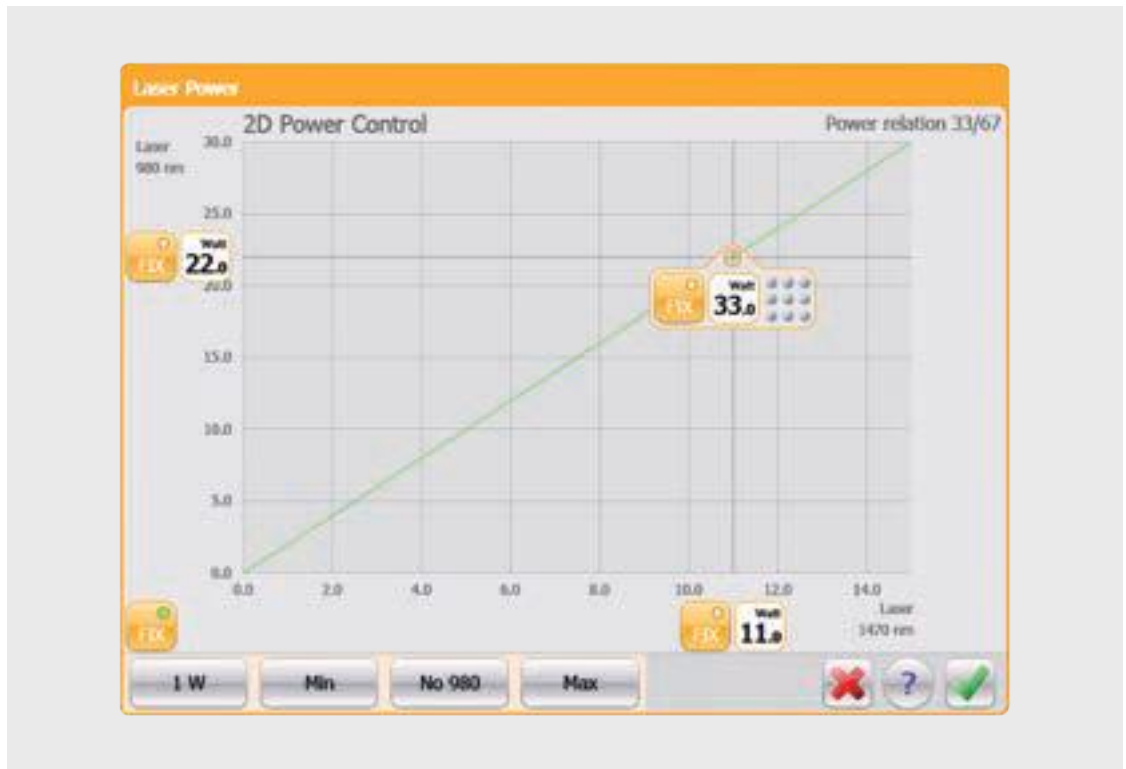 Laser Power
2D Power Control
Power relation 33/67
Laser
980 nm
30.0
25.0
FIX
Watt
22.0
20.0
15.0
10.0
5.0
0.0
FIX
Watt
33.0
0.0 2.0 4.0 6.0 8.0 10.0 12.0 14.0
Laser
1470 nm
FIX
FIX
Watt
11.0
1 W
Min
No 980
Max
?